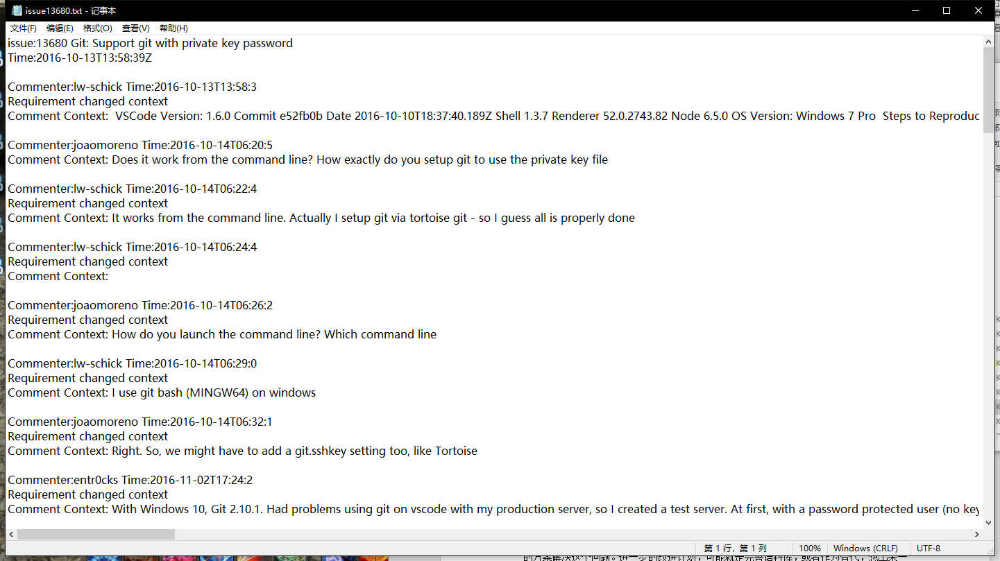 issue13680.txt - 记事本
文件(F) 编辑(E) 格式(O) 查看(V) 帮助(H)
issue:13680 Git: Support git with private key password
Time:2016-10-13T13:58:39Z
Commenter:lw-schick Time:2016-10-13T13:58:3
Requirement changed context
Comment Context:  VSCode Version: 1.6.0 Commit e52fb0b Date 2016-10-10T18:37:40.189Z Shell 1.3.7 Renderer 52.0.2743.82 Node 6.5.0 OS Version: Windows 7 Pro  Steps to Reproduc
Commenter:joaomoreno Time:2016-10-14T06:20:5
Comment Context: Does it work from the command line? How exactly do you setup git to use the private key file
Commenter:lw-schick Time:2016-10-14T06:22:4
Requirement changed context
Comment Context: It works from the command line. Actually I setup git via tortoise git - so I guess all is properly done
Commenter:lw-schick Time:2016-10-14T06:24:4
Requirement changed context
Comment Context:
Commenter:joaomoreno Time:2016-10-14T06:26:2
Requirement changed context
Comment Context: How do you launch the command line? Which command line
Commenter:lw-schick Time:2016-10-14T06:29:0
Requirement changed context
Comment Context: I use git bash (MINGW64) on windows
Commenter:joaomoreno Time:2016-10-14T06:32:1
Requirement changed context
Comment Context: Right. So, we might have to add a git.sshkey setting too, like Tortoise
Commenter:entr0cks Time:2016-11-02T17:24:2
Requirement changed context
Comment Context: With Windows 10, Git 2.10.1. Had problems using git on vscode with my production server, so I created a test server. At first, with a password protected user (no key
第 1 行，第 1 列 100% Windows (CRLF) UTF-8